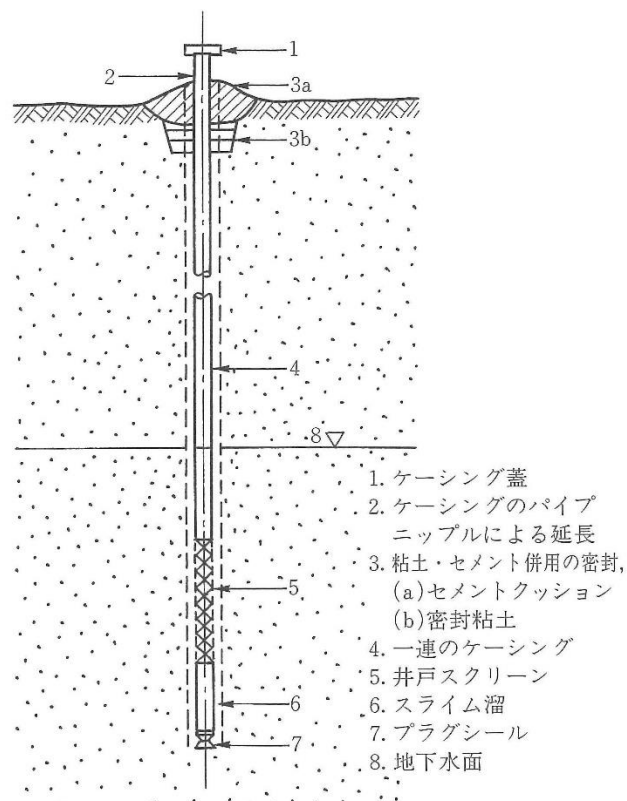 1
2
3a
3b
4
8
5
6
7
1. ケーシング蓋
2. ケーシングのパイプ
ニップルによる延長
3. 粘土・セメント併用の密封,
(a)セメントクッション
(b)密封粘土
4. 一連のケーシング
5. 井戸スクリーン
6. スライム溜
7. プラグシール
8. 地下水面